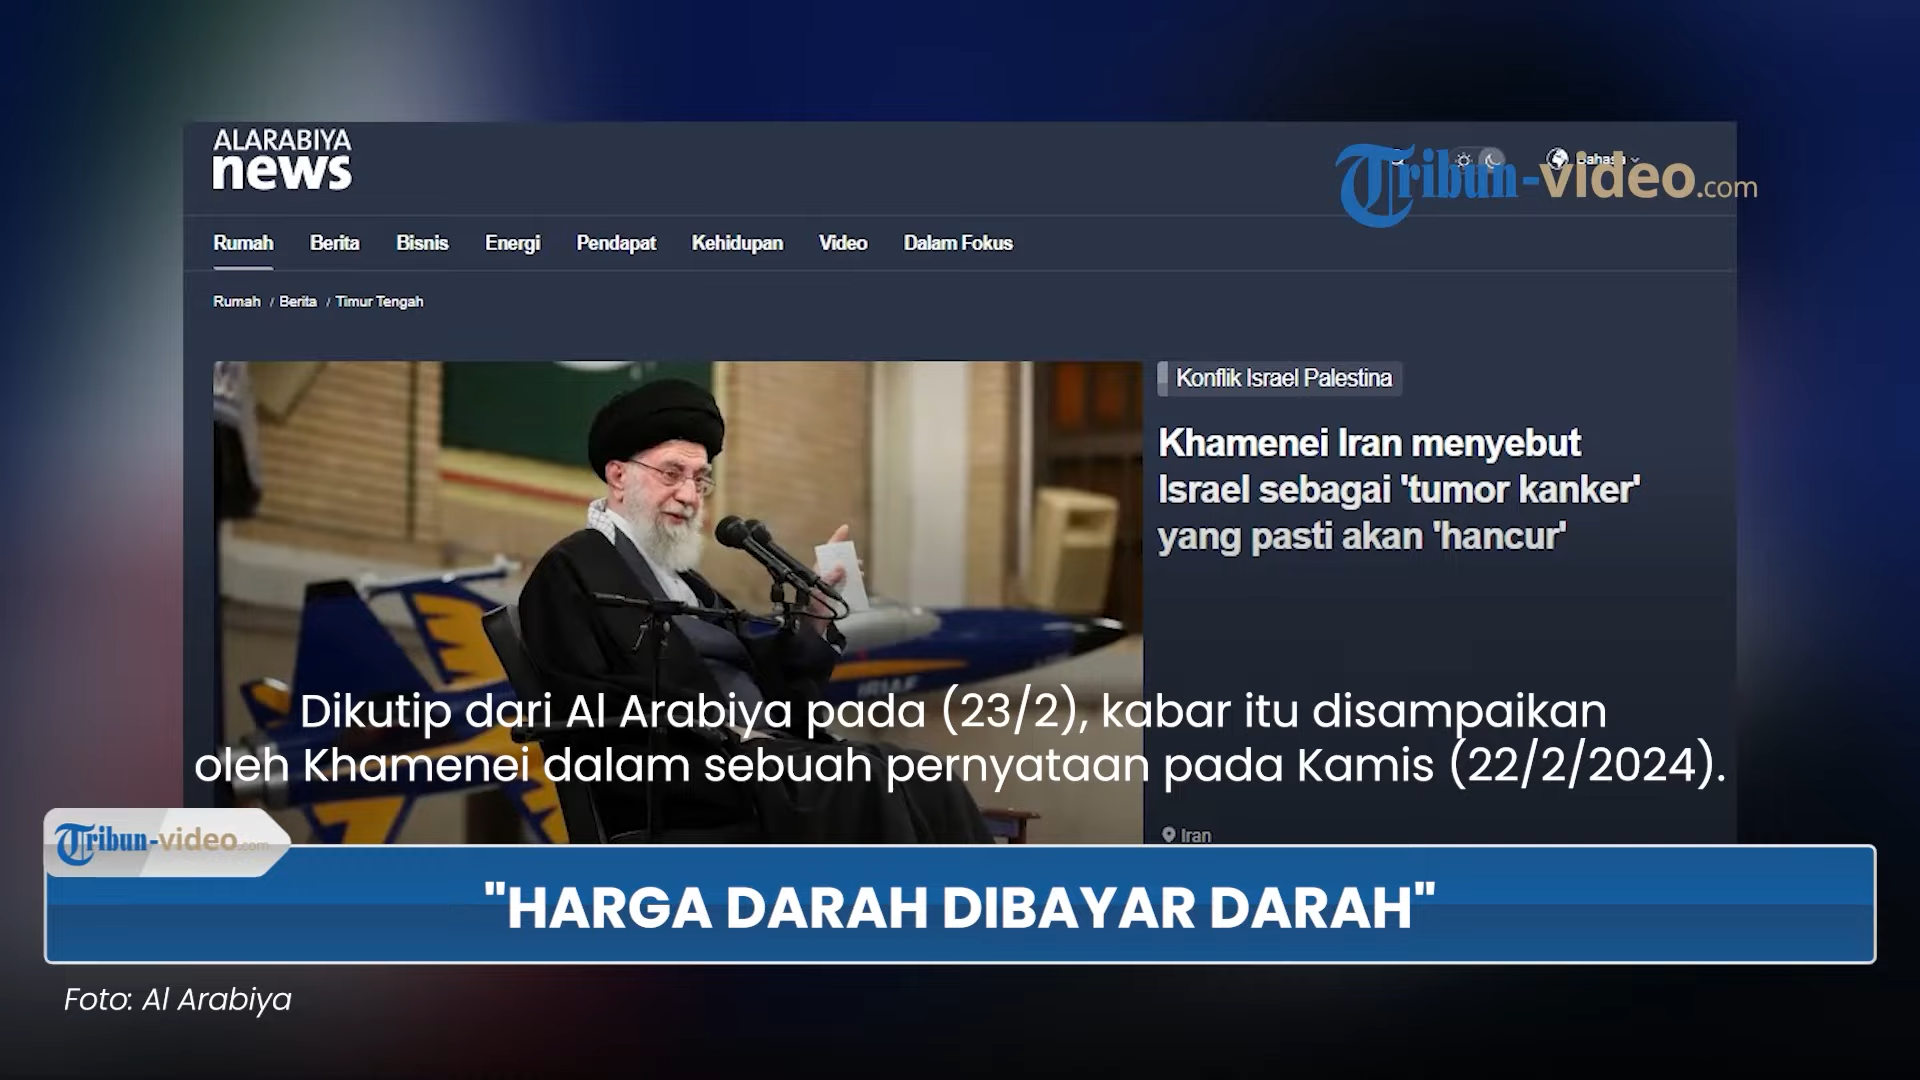 ALARABIYA
news
Bahasa
Tribun-video.com
Rumah Berita Bisnis Energi Pendapat Kehidupan Video Dalam Fokus
Rumah / Berita / Timur Tengah
Konflik Israel Palestina
Khamenei Iran menyebut
Israel sebagai 'tumor kanker'
yang pasti akan 'hancur'
IRIAF
Dikutip dari Al Arabiya pada (23/2), kabar itu disampaikan
oleh Khamenei dalam sebuah pernyataan pada Kamis (22/2/2024).
Iran
Tribun-video.com
"HARGA DARAH DIBAYAR DARAH"
Foto: Al Arabiya